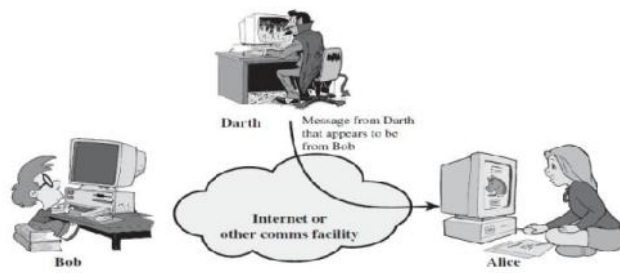 Darth
Message from Darth
that appears to be
from Bob
Internet or
other comms facility
Bob
Alice